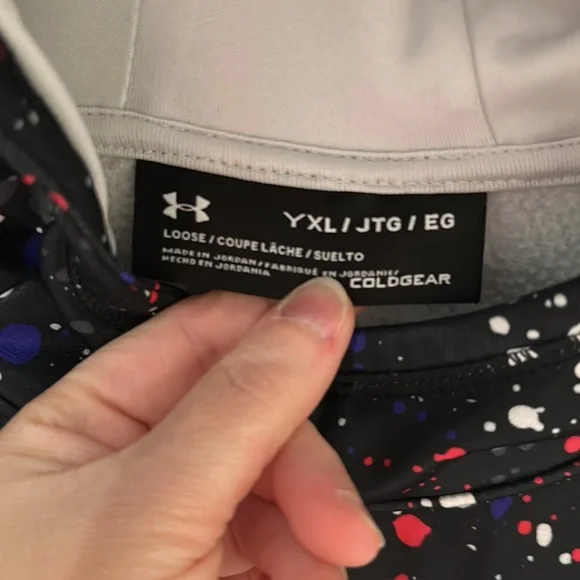 YXL / JTG / EG
LOOSE / COUPE LÂCHE / SUELTO
MADE IN JORDAN / FABRIQUÉ EN JORDANIE /
HECHO EN JORDANIA
COLDGEAR